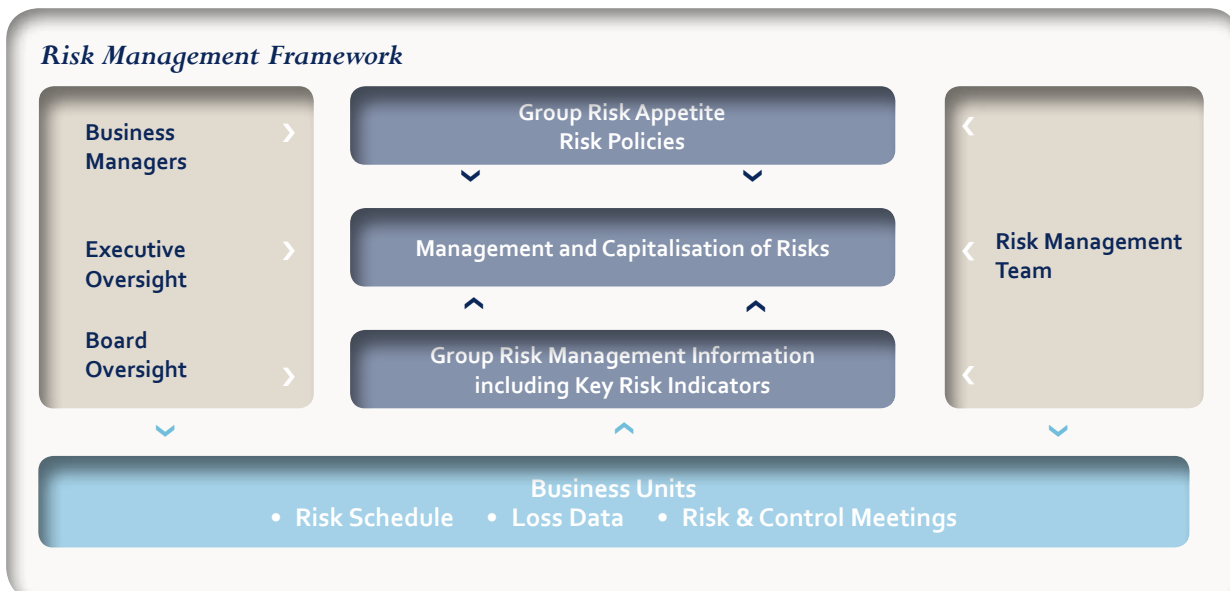 Risk Management Framework
Business
Managers
Executive
Oversight
Board
Oversight
Group Risk Appetite
Risk Policies
Management and Capitalisation of Risks
Group Risk Management Information
including Key Risk Indicators
Risk Management
Team
Business Units
• Risk Schedule • Loss Data • Risk & Control Meetings